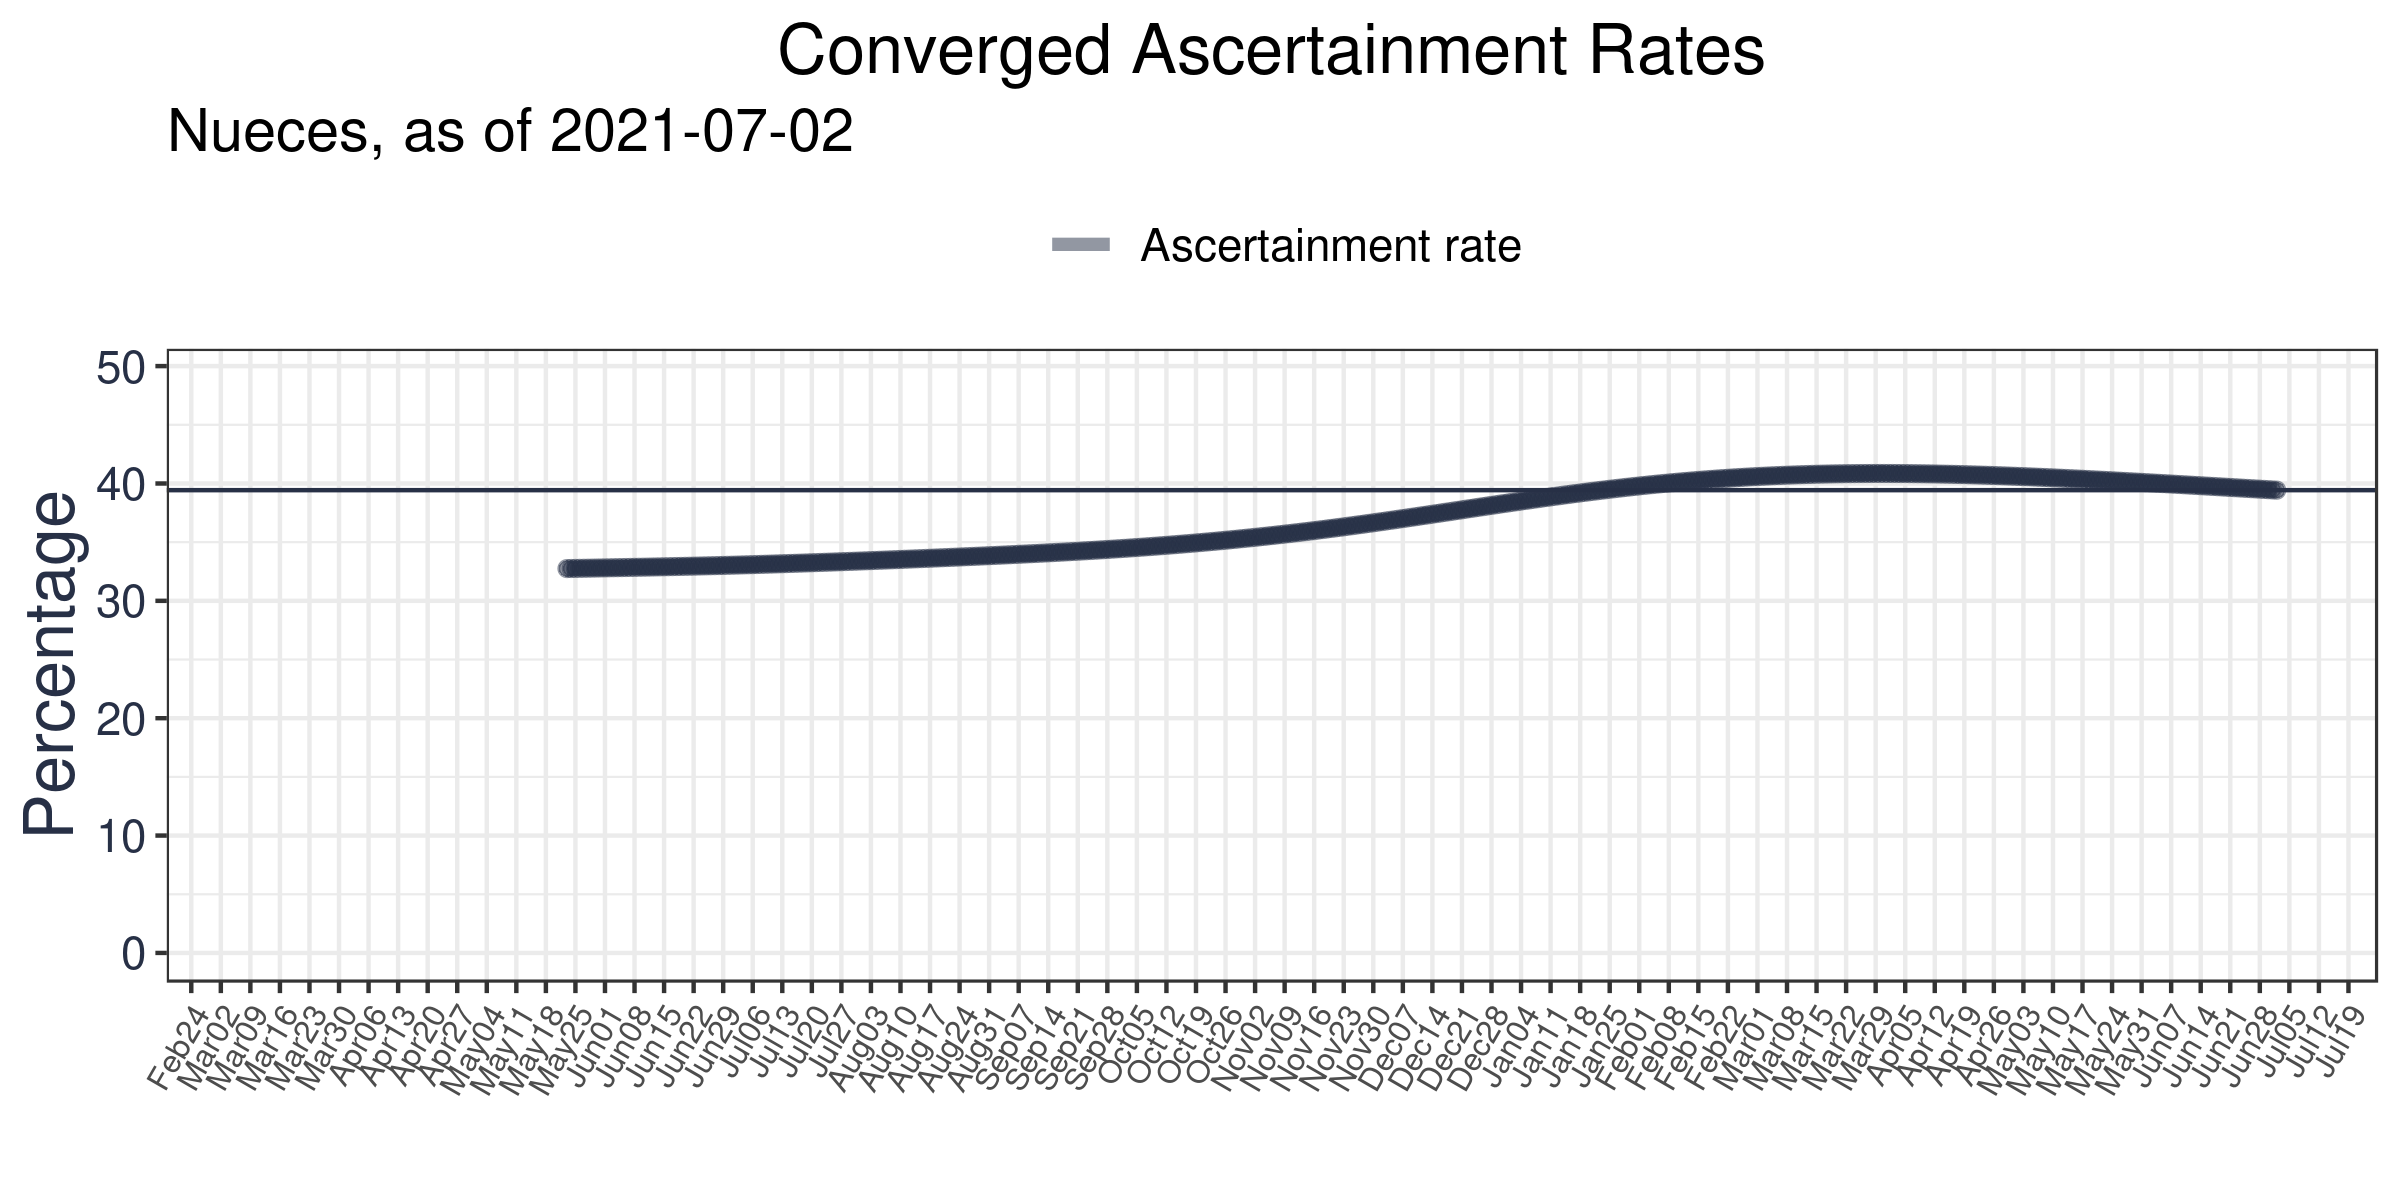 Converged Ascertainment Rates
Nueces, as of 2021-07-02
Ascertainment rate
Percentage
50
40
30
20
10
0
Feb24
Mar02
Mar09
Mar16
Mar23
Mar30
Apr06
Apr13
Apr20
Apr27
May04
May11
May18
May25
Jun01
Jun08
Jun15
Jun22
Jun29
Jul06
Jul13
Jul20
Jul27
Aug03
Aug10
Aug17
Aug24
Aug31
Sep07
Sep14
Sep21
Sep28
Oct05
Oct12
Oct19
Oct26
Nov02
Nov09
Nov16
Nov23
Nov30
Dec07
Dec14
Dec21
Dec28
Jan04
Jan11
Jan18
Jan25
Feb01
Feb08
Feb15
Feb22
Mar01
Mar08
Mar15
Mar22
Mar29
Apr05
Apr12
Apr19
Apr26
May03
May10
May17
May24
May31
Jun07
Jun14
Jun21
Jun28
Jul05
Jul12
Jul19